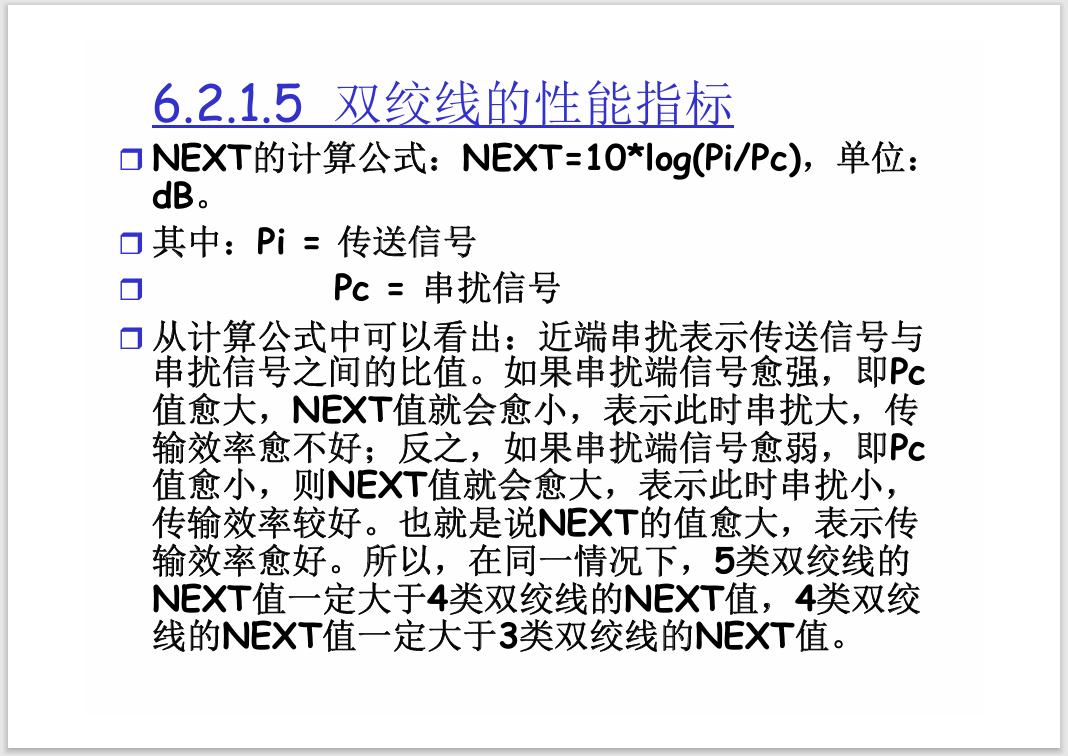 6.2.1.5 双绞线的性能指标
NEXT的计算公式：NEXT=10*log(Pi/Pc)，单位：
dB。
其中：Pi = 传送信号
Pc = 串扰信号
从计算公式中可以看出：近端串扰表示传送信号与
串扰信号之间的比值。如果串扰端信号愈强，即Pc
值愈大，NEXT值就会愈小，表示此时串扰大，传
输效率愈不好；反之，如果串扰端信号愈弱，即Pc
值愈小，则NEXT值就会愈大，表示此时串扰小，
传输效率较好。也就是说NEXT的值愈大，表示传
输效率愈好。所以，在同一情况下，5类双绞线的
NEXT值一定大于4类双绞线的NEXT值，4类双绞
线的NEXT值一定大于3类双绞线的NEXT值。